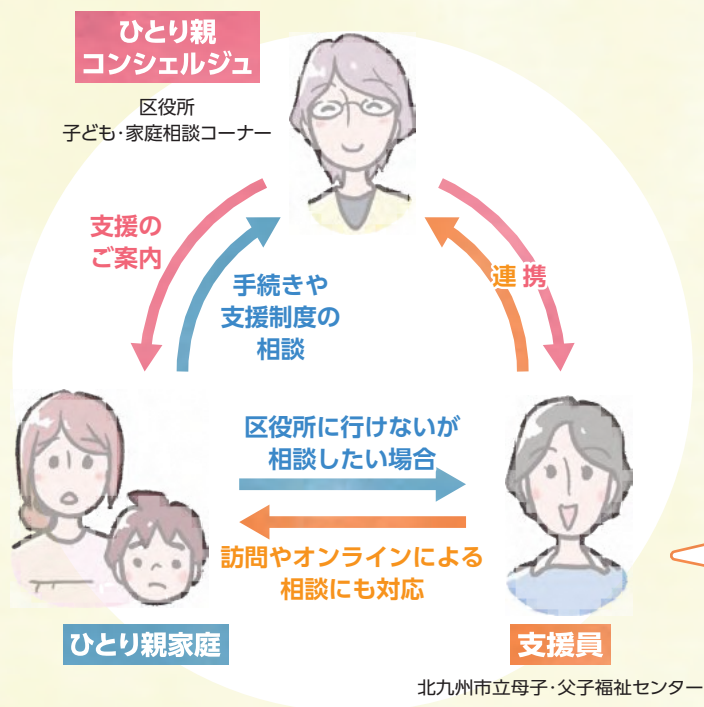 ひとり親
コンシェルジュ
区役所
子ども・家庭相談コーナー
支援の
ご案内
手続きや
支援制度の
相談
連携
区役所に行けないが
相談したい場合
訪問やオンラインによる
相談にも対応
ひとり親家庭
支援員
北九州市立母子・父子福祉センター